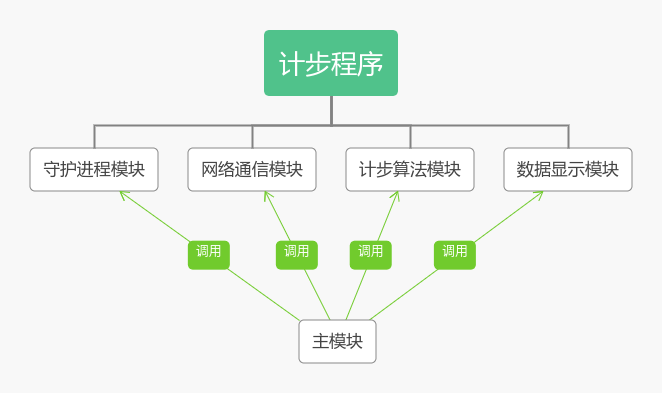 计步程序
守护进程模块
网络通信模块
计步算法模块
数据显示模块
调用
调用
调用
调用
主模块